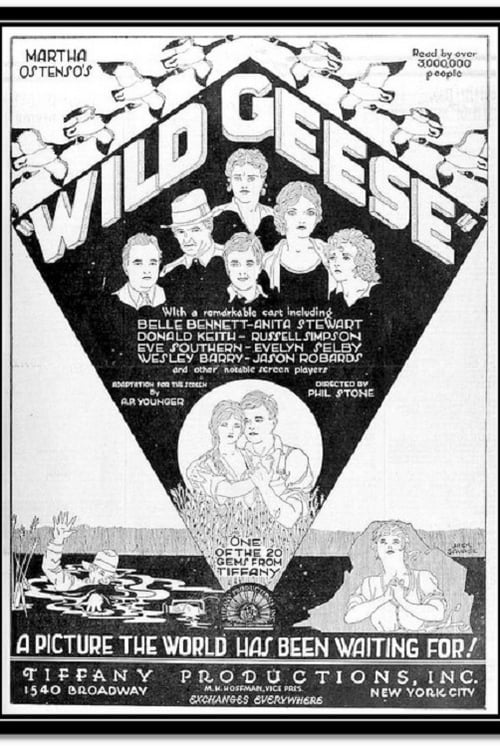 MARTHA
OSTENSO'S
Read by over
3,000,000
people
"WILD GEESE"
With a remarkable cast including
BELLE BENNETT-ANITA STEWART
DONALD KEITH - RUSSELL SIMPSON
EVE SOUTHERN - EVELYN SELBY
WESLEY BARRY - JASON ROBARDS
and other notable screen players
ADAPTATION FOR THE SCREEN
By
A.P. YOUNGER
DIRECTED BY
PHIL STONE
ONE
OF THE 20
GEMS FROM
TIFFANY
A PICTURE THE WORLD HAS BEEN WAITING FOR!
TIFFANY PRODUCTIONS, INC.
1540 BROADWAY
M.H. HOFFMAN, VICE PRES.
NEW YORK CITY
EXCHANGES EVERYWHERE